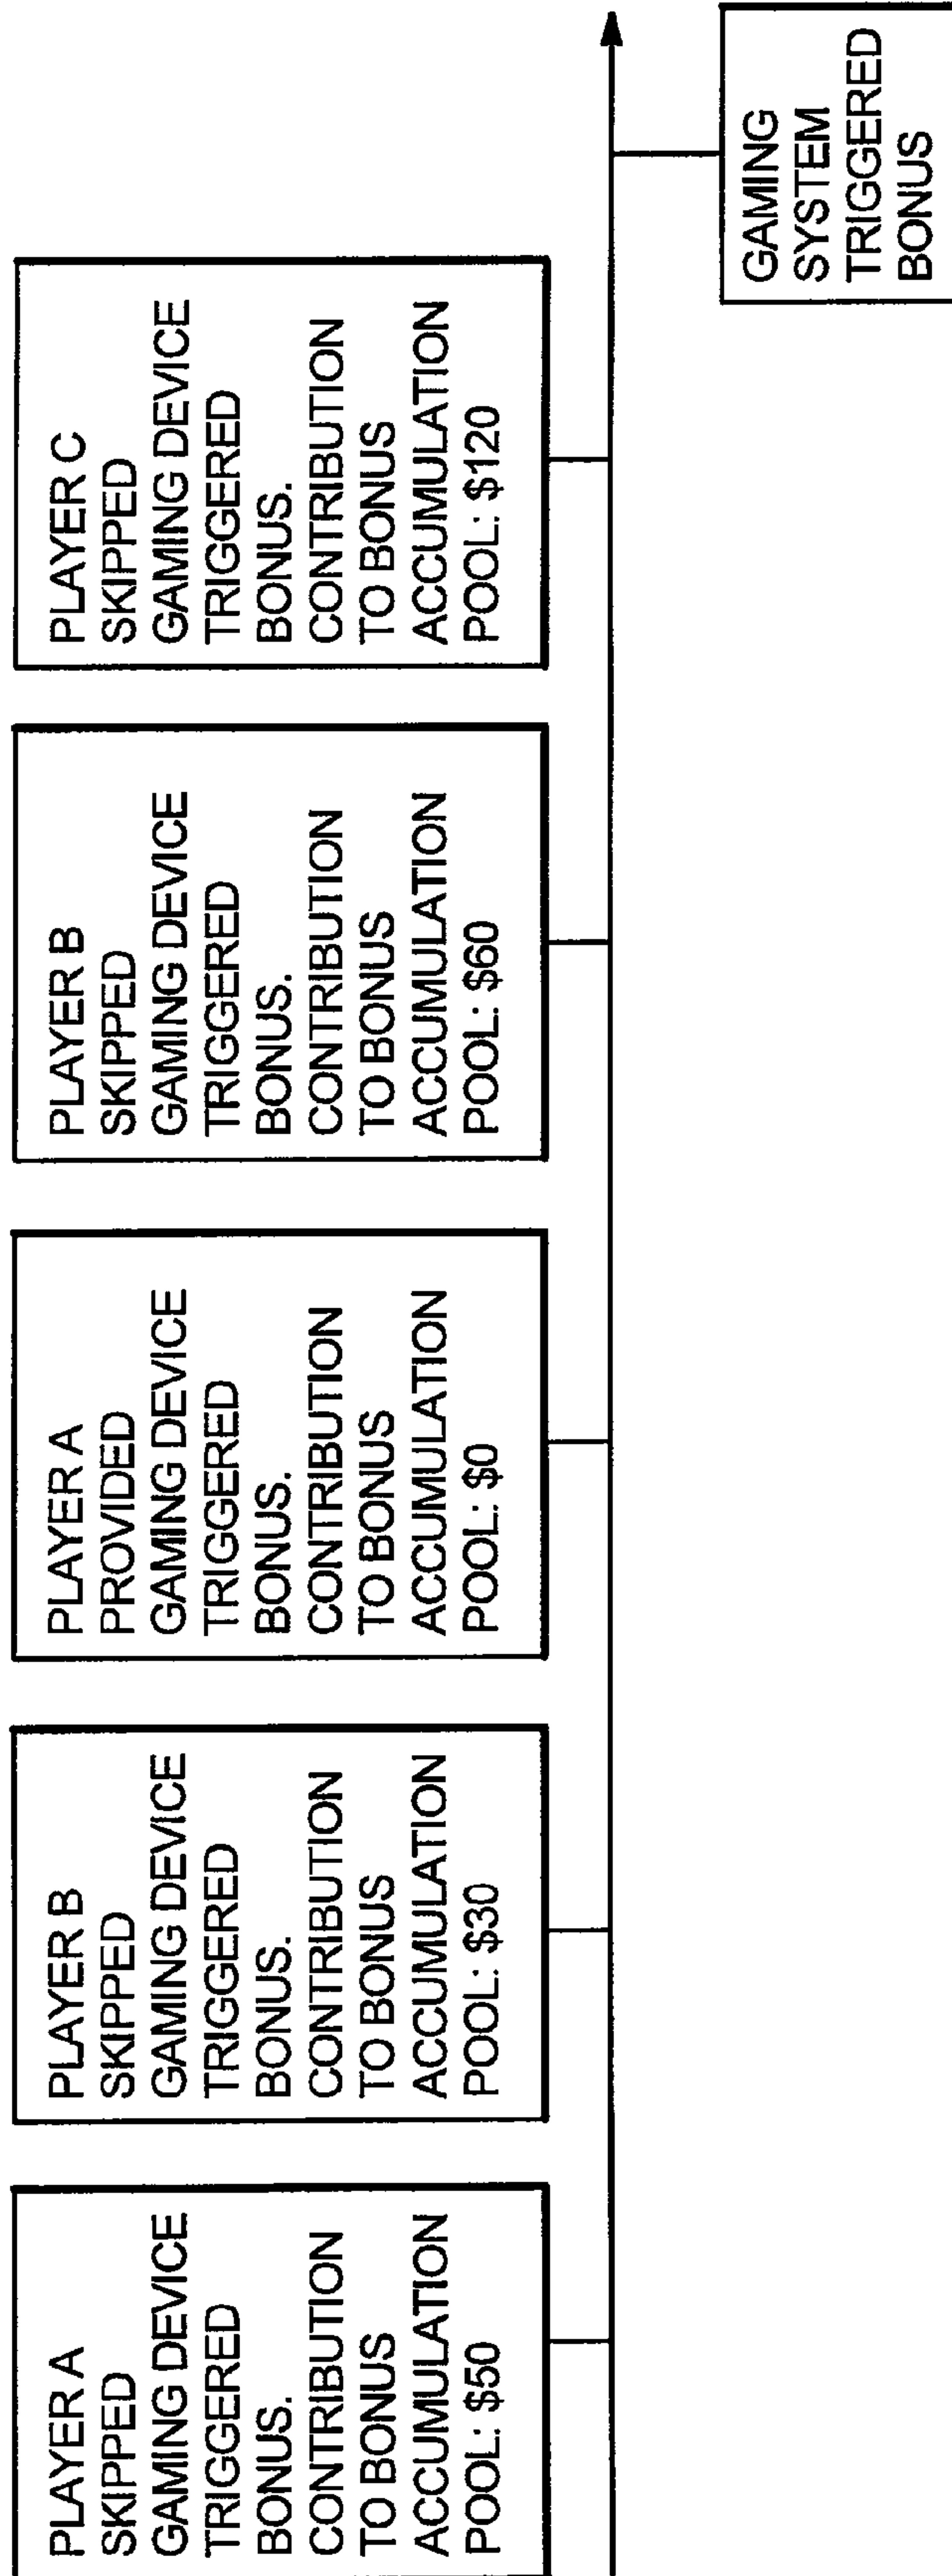 PLAYER A
SKIPPED
GAMING DEVICE
TRIGGERED
BONUS.
CONTRIBUTION
TO BONUS
ACCUMULATION
POOL: $50
PLAYER B
SKIPPED
GAMING DEVICE
TRIGGERED
BONUS.
CONTRIBUTION
TO BONUS
ACCUMULATION
POOL: $30
PLAYER A
PROVIDED
GAMING DEVICE
TRIGGERED
BONUS.
CONTRIBUTION
TO BONUS
ACCUMULATION
POOL: $0
PLAYER B
SKIPPED
GAMING DEVICE
TRIGGERED
BONUS.
CONTRIBUTION
TO BONUS
ACCUMULATION
POOL: $60
PLAYER C
SKIPPED
GAMING DEVICE
TRIGGERED
BONUS.
CONTRIBUTION
TO BONUS
ACCUMULATION
POOL: $120
GAMING
SYSTEM
TRIGGERED
BONUS